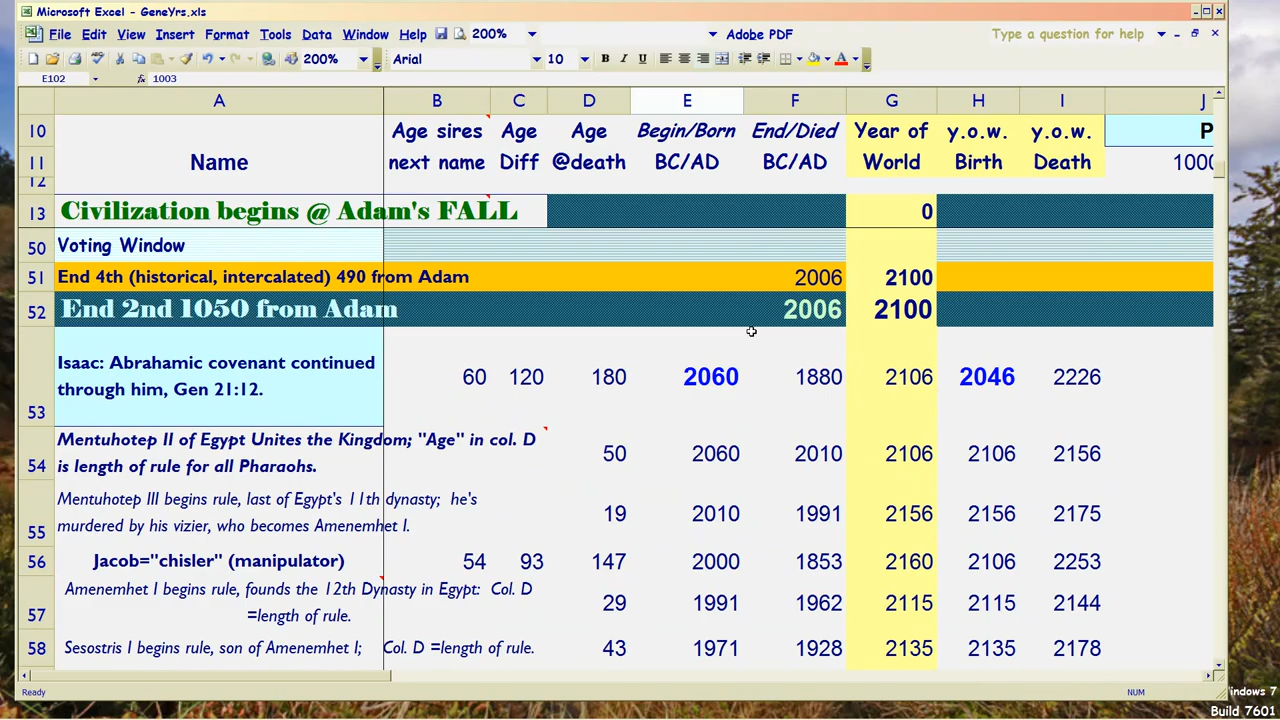 Microsoft Excel - GeneYrs.xls
File Edit View Insert Format Tools Data Window Help 200% Adobe PDF Type a question for help
200% Arial 10 B I U
E102 fx 1003
A B C D E F G H I J
10 Age sires Age Age Begin/Born End/Died Year of y.o.w. y.o.w. P
11 Name next name Diff @death BC/AD BC/AD World Birth Death 1000
12
13 Civilization begins @ Adam's FALL 0
50 Voting Window
51 End 4th (historical, intercalated) 490 from Adam 2006 2100
52 End 2nd 1050 from Adam 2006 2100
Isaac: Abrahamic covenant continued
through him, Gen 21:12. 60 120 180 2060 1880 2106 2046 2226
53
Mentuhotep II of Egypt Unites the Kingdom; "Age" in col. D
54 is length of rule for all Pharaohs. 50 2060 2010 2106 2106 2156
Mentuhotep III begins rule, last of Egypt's 11th dynasty; he's
55 murdered by his vizier, who becomes Amenemhet I. 19 2010 1991 2156 2156 2175
56 Jacob="chisler" (manipulator) 54 93 147 2000 1853 2160 2106 2253
Amenemhet I begins rule, founds the 12th Dynasty in Egypt: Col. D
57 =length of rule. 29 1991 1962 2115 2115 2144
58 Sesostris I begins rule, son of Amenemhet I; Col. D =length of rule. 43 1971 1928 2135 2135 2178
Ready NUM
indows 7
Build 7601